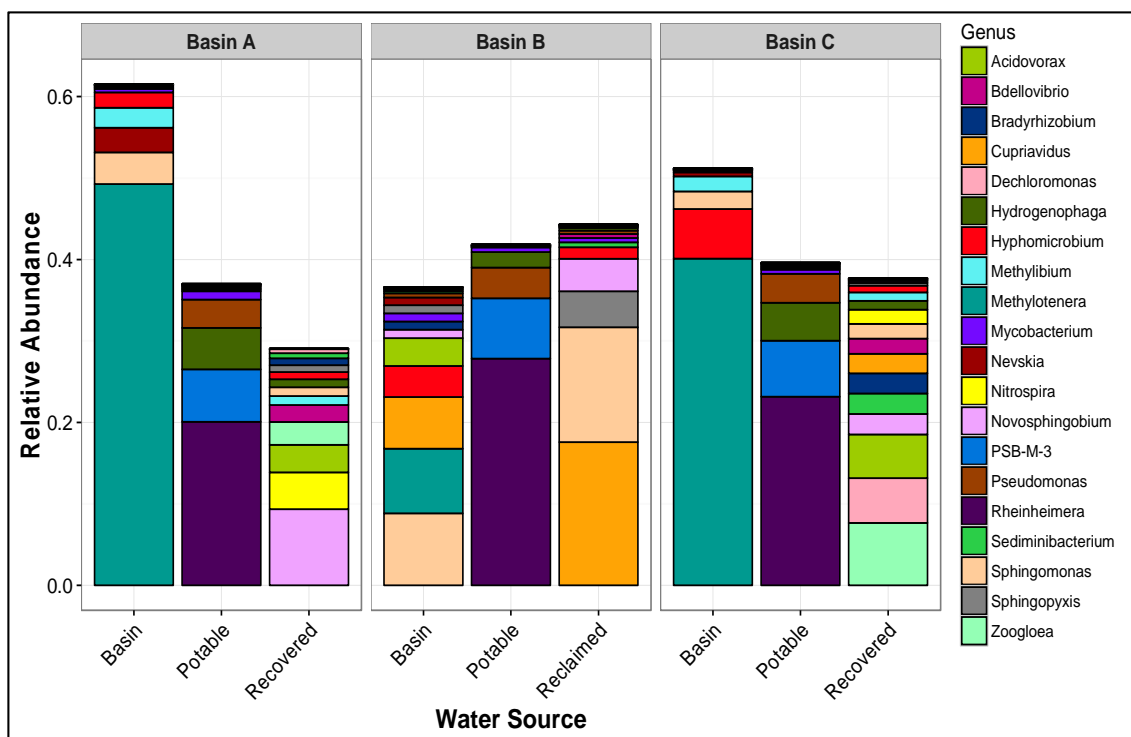 Basin A
Basin B
Basin C
Relative Abundance
0.6
0.4
0.2
0.0
Basin
Potable
Recovered
Basin
Potable
Reclaimed
Basin
Potable
Recovered
Water Source
Genus
Acidovorax
Bdellovibrio
Bradyrhizobium
Cupriavidus
Dechloromonas
Hydrogenophaga
Hyphomicrobium
Methylibium
Methylotenera
Mycobacterium
Nevskia
Nitrospira
Novosphingobium
PSB-M-3
Pseudomonas
Rheinheimera
Sediminibacterium
Sphingomonas
Sphingopyxis
Zoogloea